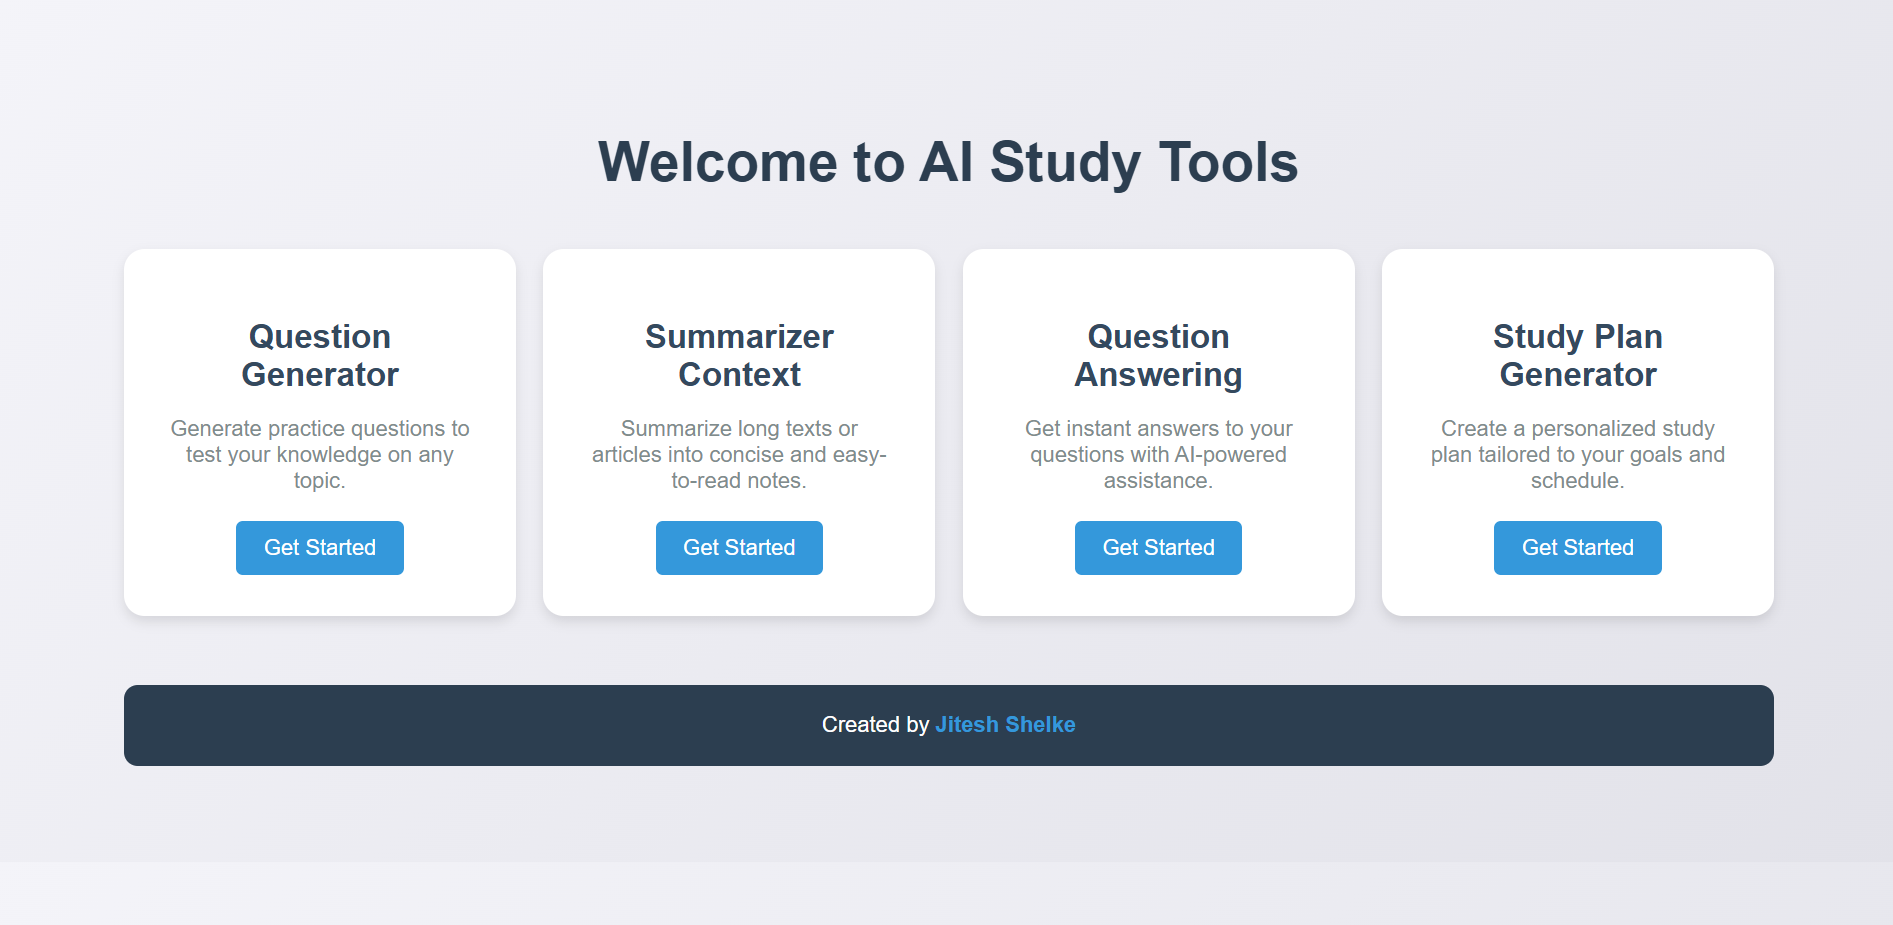 Welcome to AI Study Tools
Question
Generator
Generate practice questions to
test your knowledge on any
topic.
Get Started
Summarizer
Context
Summarize long texts or
articles into concise and easy-
to-read notes.
Get Started
Question
Answering
Get instant answers to your
questions with AI-powered
assistance.
Get Started
Study Plan
Generator
Create a personalized study
plan tailored to your goals and
schedule.
Get Started
Created by Jitesh Shelke